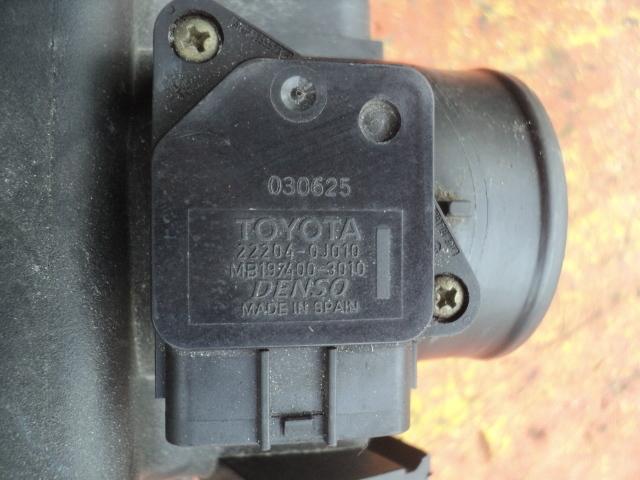 030625
TOYOTA
22204-0J010
MB197400-3010
DENSO
MADE IN SPAIN